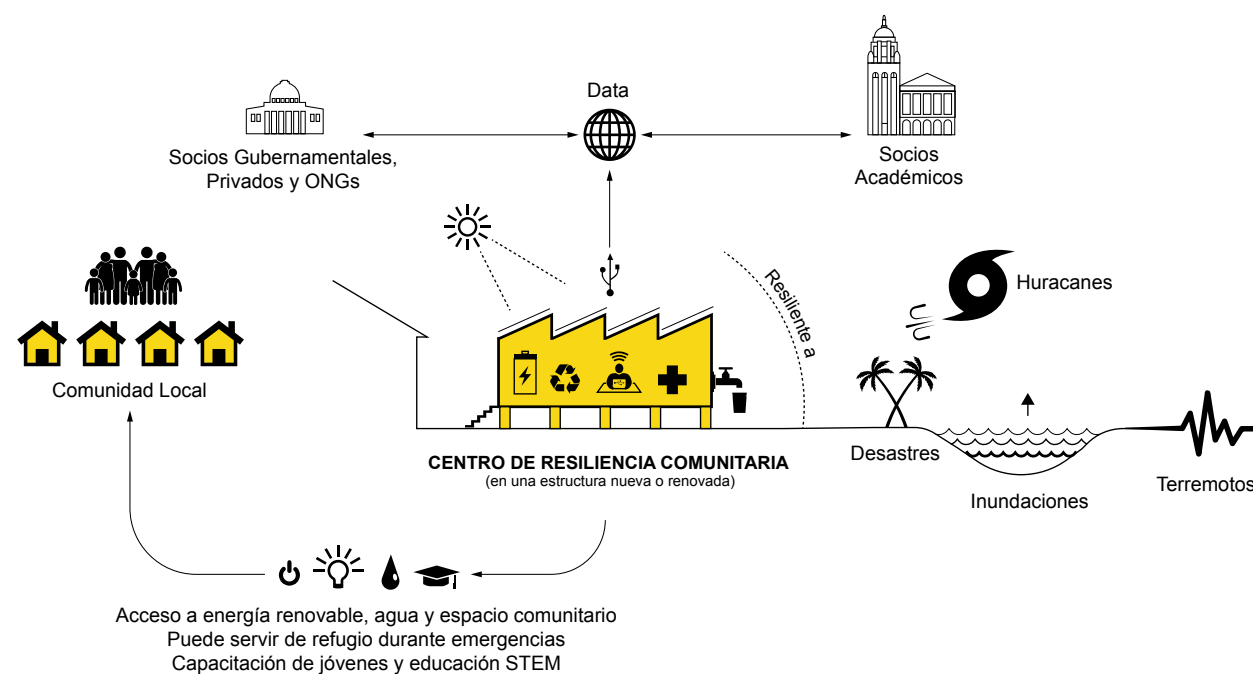 Data
Socios Gubernamentales,
Privados y ONGs
Socios
Académicos
Resiliente a
Huracanes
Comunidad Local
Desastres
CENTRO DE RESILIENCIA COMUNITARIA
(en una estructura nueva o renovada)
Inundaciones
Terremotos
Acceso a energía renovable, agua y espacio comunitario
Puede servir de refugio durante emergencias
Capacitación de jóvenes y educación STEM